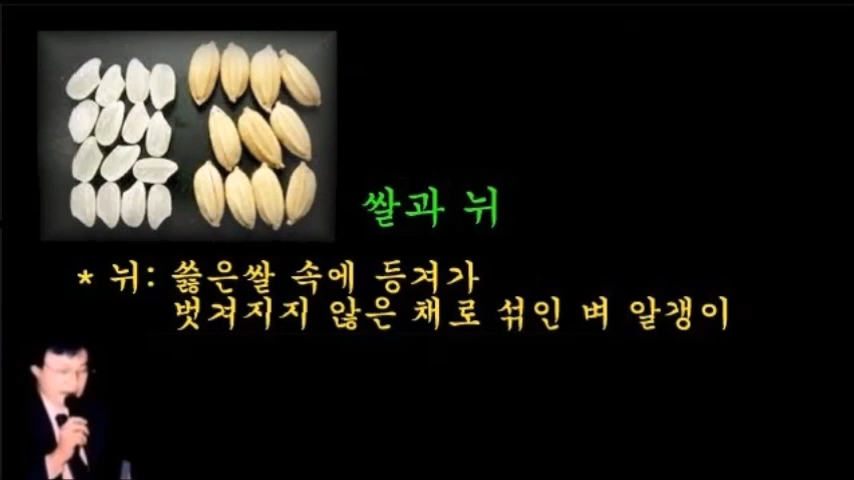 쌀과 뉘
* 뉘: 쓿은쌀 속에 등겨가
벗겨지지 않은 채로 섞인 벼 알갱이